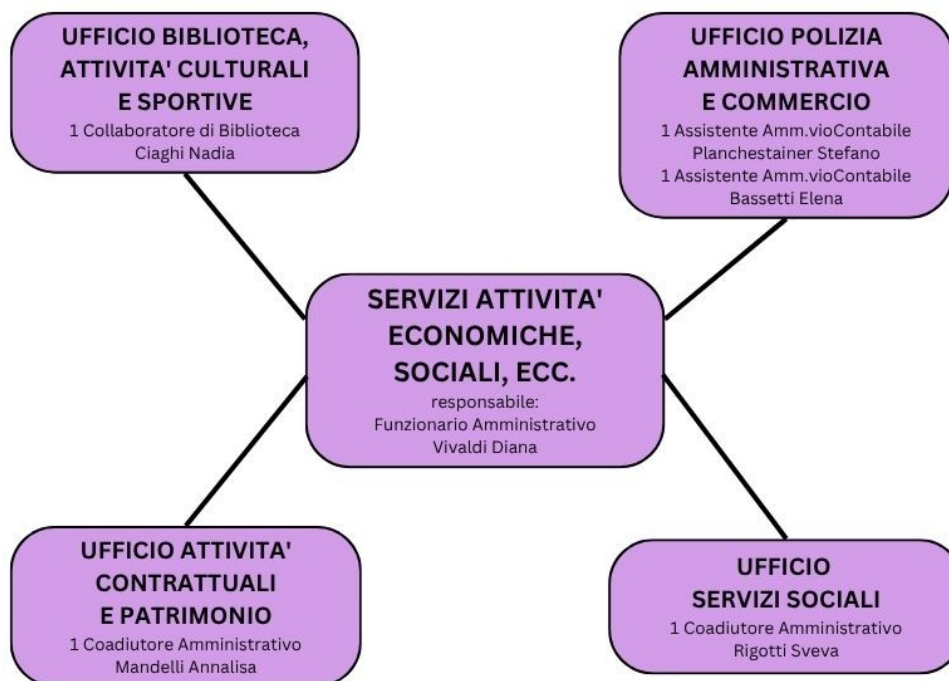 UFFICIO BIBLIOTECA,
ATTIVITA' CULTURALI
E SPORTIVE
1 Collaboratore di Biblioteca
Ciaghi Nadia
UFFICIO POLIZIA
AMMINISTRATIVA
E COMMERCIO
1 Assistente Amm.vioContabile
Planchestainer Stefano
1 Assistente Amm.vioContabile
Bassetti Elena
SERVIZI ATTIVITA'
ECONOMICHE,
SOCIALI, ECC.
responsabile:
Funzionario Amministrativo
Vivaldi Diana
UFFICIO ATTIVITA'
CONTRATTUALI
E PATRIMONIO
1 Coadiutore Amministrativo
Mandelli Annalisa
UFFICIO
SERVIZI SOCIALI
1 Coadiutore Amministrativo
Rigotti Sveva